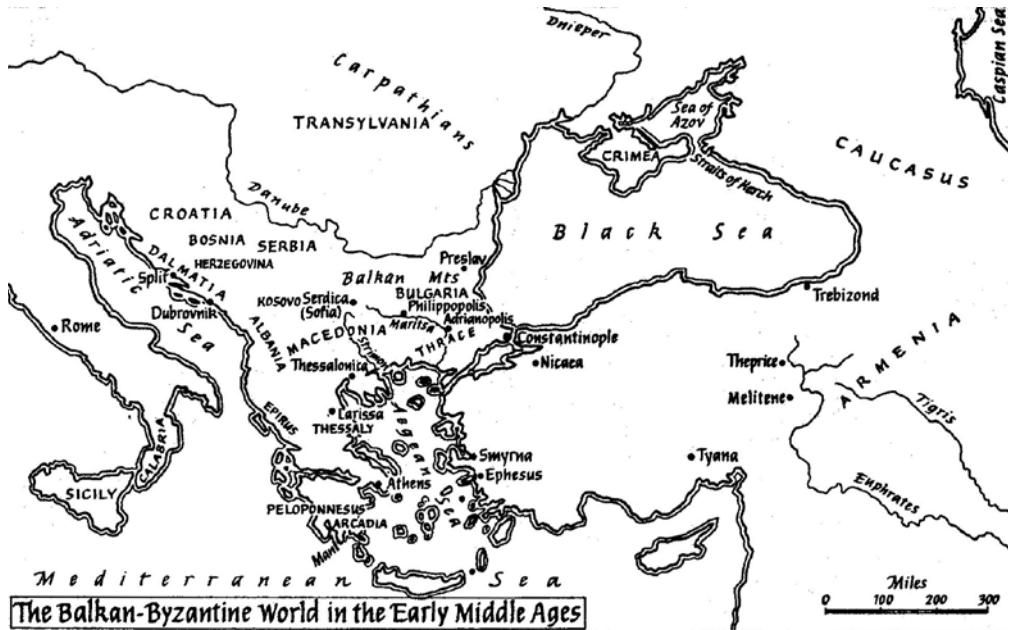 Dnieper
Caspian Sea
Carpathians
Sea of
Azov
TRANSYLVANIA
CRIMEA
CAUCASUS
Straits of Kerch
Danube
CROATIA
Adriatic
Sea
BOSNIA
SERBIA
Black Sea
HERZEGOVINA
DALMATIA
Preslav
Split
Balkan Mts
BULGARIA
Trebizond
KOSOVO
Serdica
(Sofia)
Philippopolis
Dubrovnik
Maritsa
Adrianopolis
Rome
ALBANIA
MACEDONIA
Strimon
THRACE
Constantinople
ARMENIA
Thessalonica
Nicaea
Theprice
Melitene
Tigris
Larissa
THESSALY
EPIRUS
Aegean
Sea
CALABRIA
Smyrna
Tyana
Ephesus
Athens
SICILY
Euphrates
PELOPONNESUS
ARCADIA
Mani
Mediterranean Sea
Miles
0 100 200 300
The Balkan-Byzantine World in the Early Middle Ages